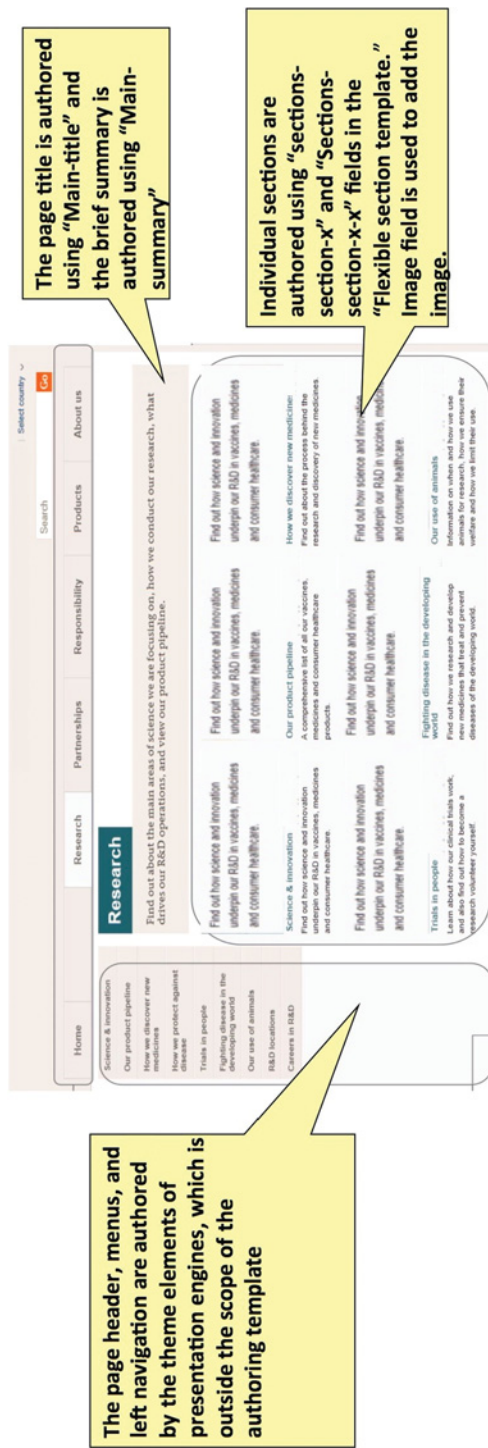 The page header, menus, and
left navigation are authored
by the theme elements of
presentation engines, which is
outside the scope of the
authoring template
Select country
Search
Go
Home
Research
Partnerships
Responsibility
Products
About us
Science & innovation
Our product pipeline
How we discover new
medicines
How we protect against
disease
Trials in people
Fighting disease in the
developing world
Our use of animals
R&D locations
Careers in R&D
Research
Find out about the main areas of science we are focusing on, how we conduct our research, what
drives our R&D operations, and view our product pipeline.
Find out how science and innovation
underpin our R&D in vaccines, medicines
and consumer healthcare.
Find out how science and innovation
underpin our R&D in vaccines, medicines
and consumer healthcare.
Find out how science and innovation
underpin our R&D in vaccines, medicines
and consumer healthcare.
Science & innovation
Find out how science and innovation
underpin our R&D in vaccines, medicines
and consumer healthcare.
Our product pipeline
A comprehensive list of all our vaccines,
medicines and consumer healthcare
products.
How we discover new medicine
Find out about the process behind the
research and discovery of new medicines
Find out how science and innovation
underpin our R&D in vaccines, medicines
and consumer healthcare.
Find out how science and innovation
underpin our R&D in vaccines, medicines
and consumer healthcare.
Find out how science and innovation
underpin our R&D in vaccines, medicines
and consumer healthcare.
Trials in people
Learn about how our clinical trials work,
and also find out how to become a
research volunteer yourself.
Fighting disease in the developing
world
Find out how we research and develop
new medicines that treat and prevent
diseases of the developing world.
Our use of animals
Information on when and how we use
animals for research, how we ensure their
welfare and how we limit their use.
The page title is authored
using “Main-title” and
the brief summary is
authored using “Main-
summary”
Individual sections are
authored using “sections-
section-x” and “Sections-
section-x-x” fields in the
“Flexible section template.”
Image field is used to add the
image.